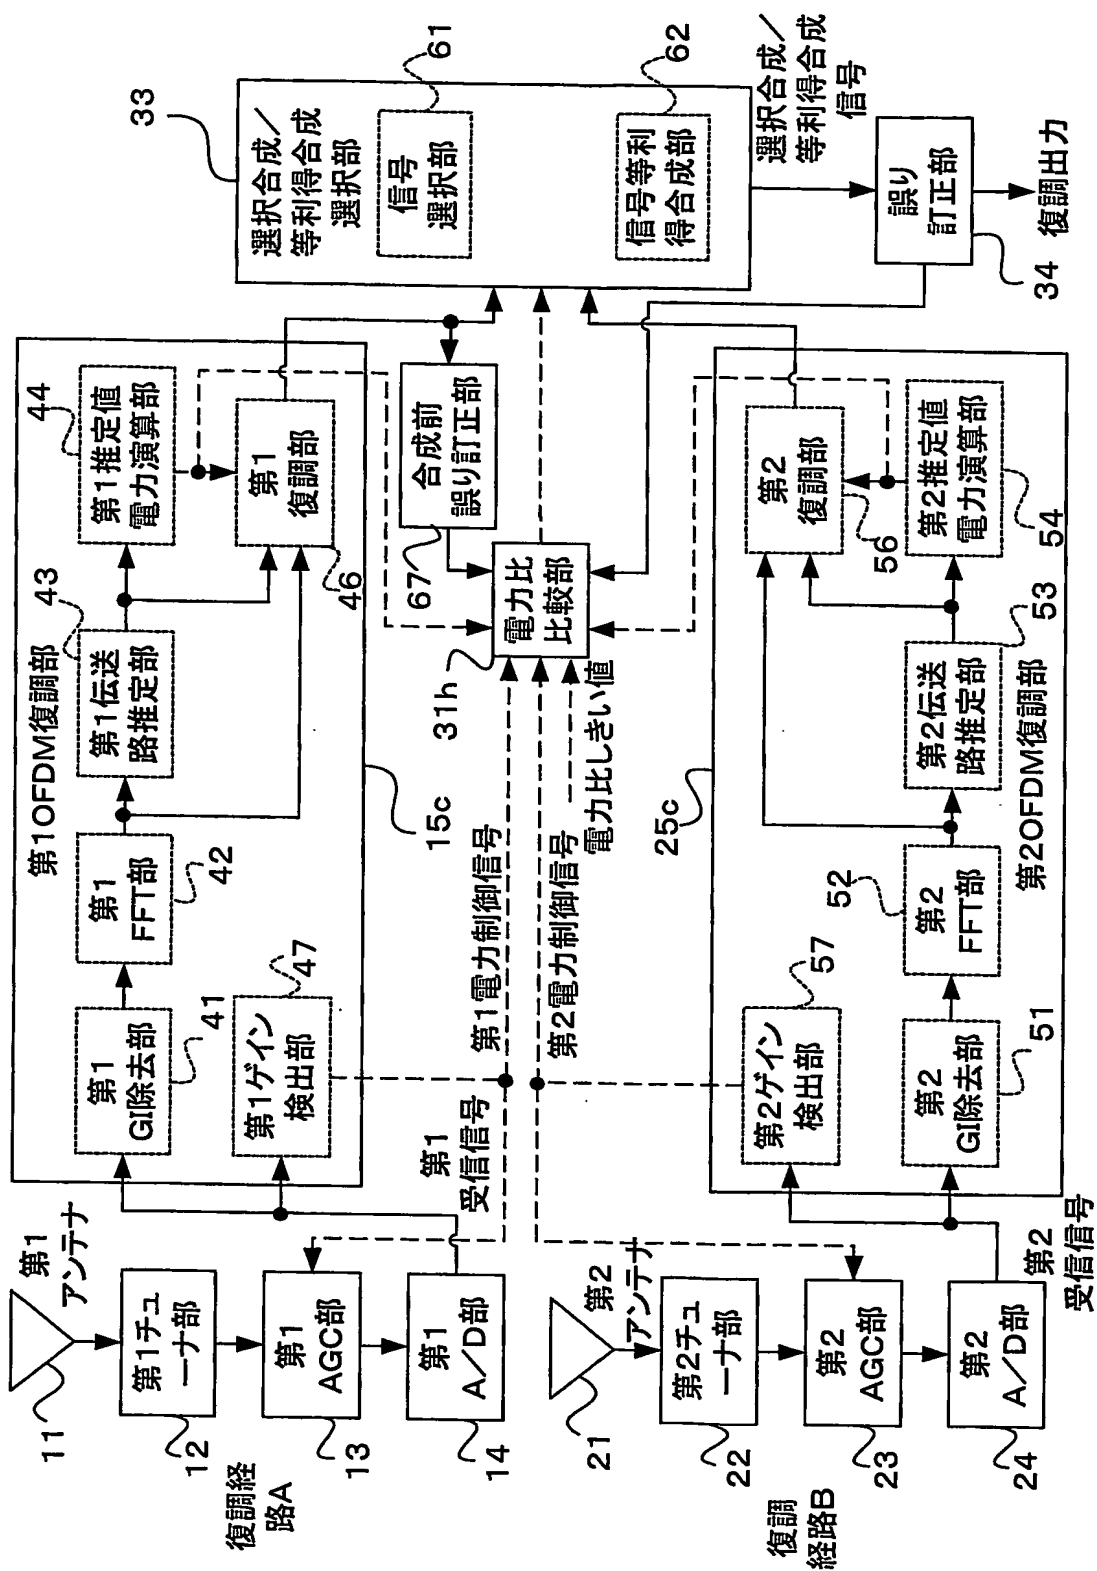 復調経
路A
11
第1
アンテナ
12
第1チュ
ーナ部
13
第1
AGC部
14
第1
A/D部
第1
受信信号
第1OFDM復調部
15c
41
第1
GI除去部
42
第1
FFT部
43
第1伝送
路推定部
44
第1推定値
電力演算部
46
第1
復調部
47
第1ゲイン
検出部
第1電力制御信号
第2電力制御信号
電力比しきい値
31h
電力比
比較部
67
合成前
誤り訂正部
33
選択合成/
等利得合成
選択部
61
信号
選択部
62
信号等利
得合成部
選択合成/
等利得合成
信号
34
誤り
訂正部
復調出力
復調
経路B
21
第2
アンテナ
22
第2チュ
ーナ部
23
第2
AGC部
24
第2
A/D部
第2
受信信号
25c
第2OFDM復調部
57
第2ゲイン
検出部
51
第2
GI除去部
52
第2
FFT部
53
第2伝送
路推定部
54
第2推定値
電力演算部
56
第2
復調部